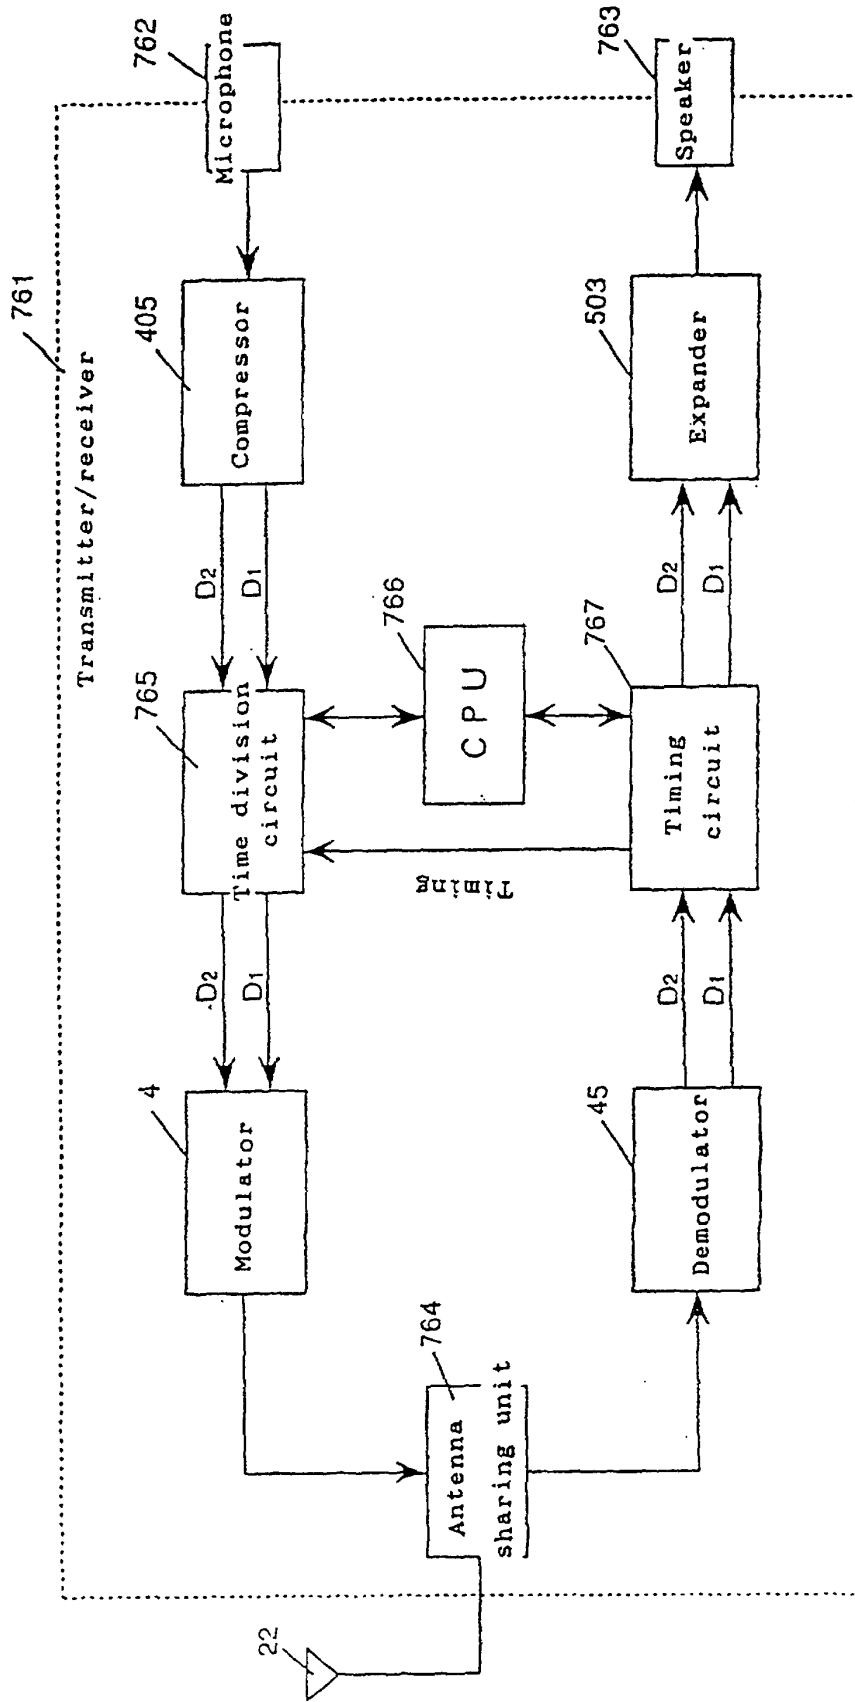 761
Transmitter/receiver
22
4
Modulator
D2
D1
765
Time division
circuit
D2
D1
405
Compressor
762
Microphone
764
Antenna
sharing unit
Timing
766
CPU
45
Demodulator
D2
D1
767
Timing
circuit
D2
D1
503
Expander
763
Speaker